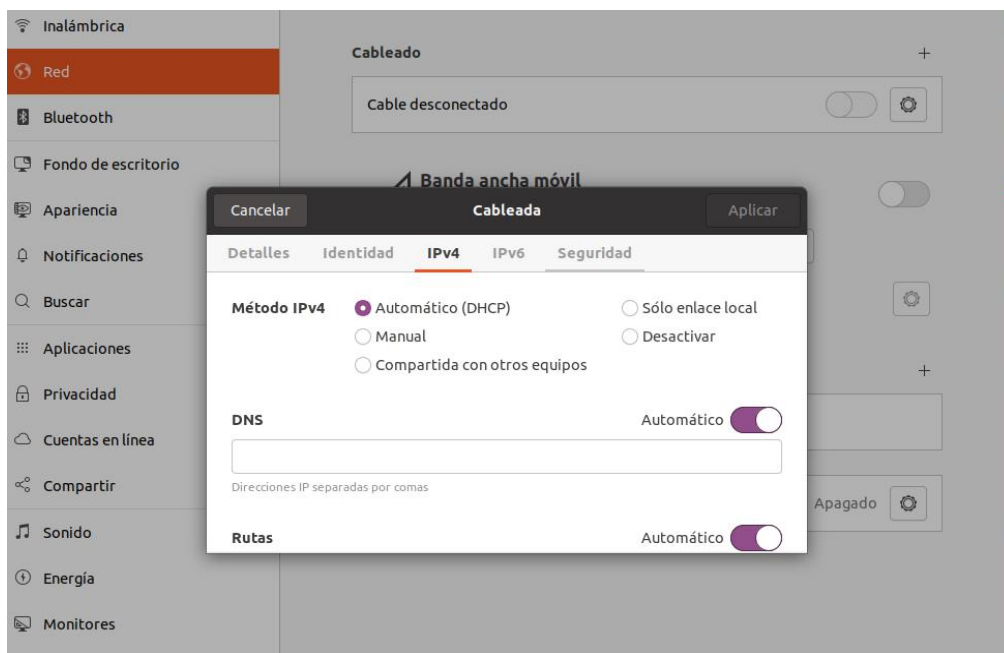 Inalámbrica
Red
Bluetooth
Fondo de escritorio
Apariencia
Notificaciones
Buscar
Aplicaciones
Privacidad
Cuentas en línea
Compartir
Sonido
Energía
Monitores
Cableado +
Cable desconectado
Banda ancha móvil
Cancelar Cableada Aplicar
Detalles Identidad IPv4 IPv6 Seguridad
Método IPv4 Automático (DHCP) Sólo enlace local
Manual Desactivar
Compartida con otros equipos
DNS Automático
Direcciones IP separadas por comas
Rutas Automático
+
Apagado